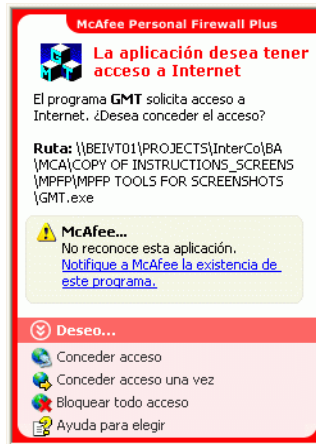 McAfee Personal Firewall Plus
La aplicación desea tener
acceso a Internet
El programa GMT solicita acceso a
Internet. ¿Desea conceder el acceso?
Ruta: \\BEIVT01\PROJECTS\InterCo\BA
\MCA\COPY OF INSTRUCTIONS_SCREENS
\MPFP\MPFP TOOLS FOR SCREENSHOTS
\GMT.exe
McAfee...
No reconoce esta aplicación.
Notifique a McAfee la existencia de
este programa.
Deseo...
Conceder acceso
Conceder acceso una vez
Bloquear todo acceso
Ayuda para elegir